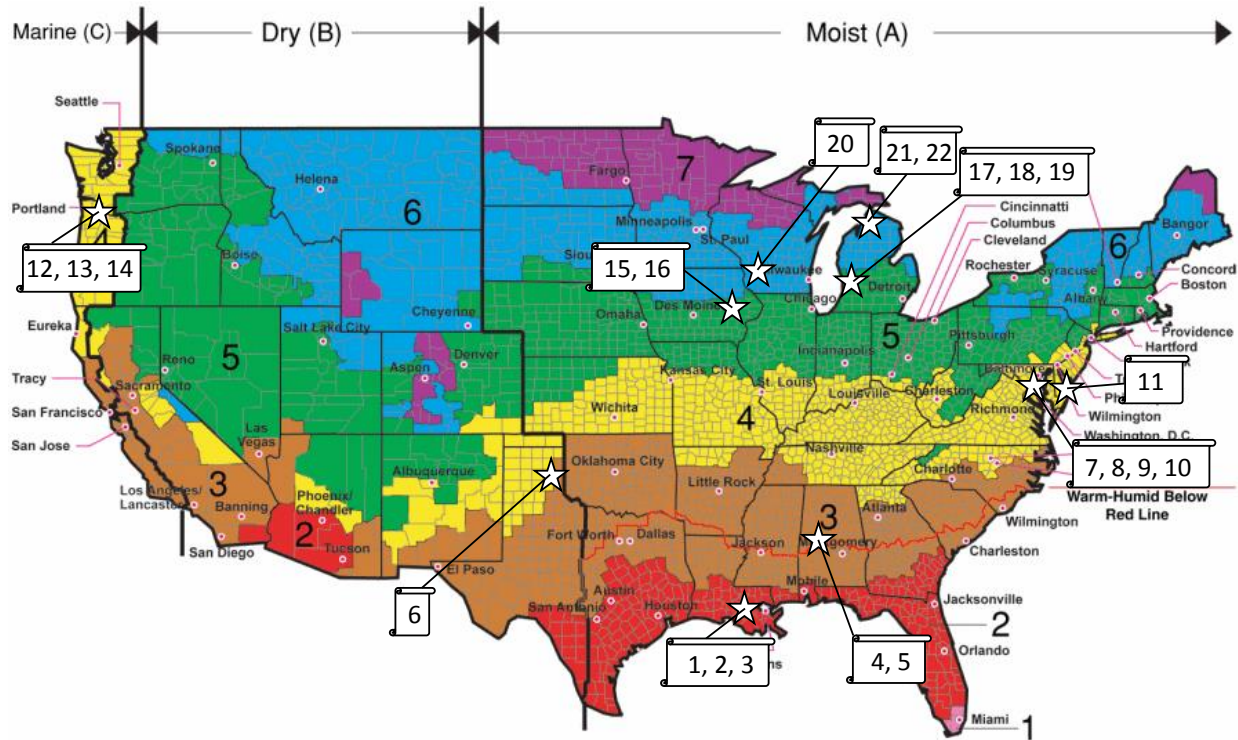 Marine (C)
Dry (B)
Moist (A)
Seattle
Spokane
Helena
Fargo
7
20
21, 22
17, 18, 19
Cincinnatti
Columbus
Cleveland
Portland
6
Minneapolis
St. Paul
Bangor
6
12, 13, 14
Boise
15, 16
Rochester
Syracuse
Concord
Detroit
Albany
Boston
Des
Chicago
Eureka
Cheyenne
Omaha
Providence
Salt Lake City
Pittsburgh
Hartford
Reno
5
Denver
Indianapolis
5
Tracy
Aspen
Kansas City
St. Louis
Charleston
11
Sacramento
Wichita
4
Louisville
Richmond
Wilmington
San Francisco
Las
Vegas
Washington, D.C.
San Jose
Nashville
Albuquerque
Oklahoma City
Charlotte
7, 8, 9, 10
3
Los Angeles/
Lancaster
Phoenix/
Chandler
Little Rock
3
Atlanta
Warm-Humid Below
Red Line
Banning
2
Wilmington
San Diego
Tucson
Fort Worth
Dallas
Jackson
Charleston
El Paso
6
Austin
Mobile
San Antonio
Houston
Jacksonville
2
Orlando
1, 2, 3
4, 5
Miami
1